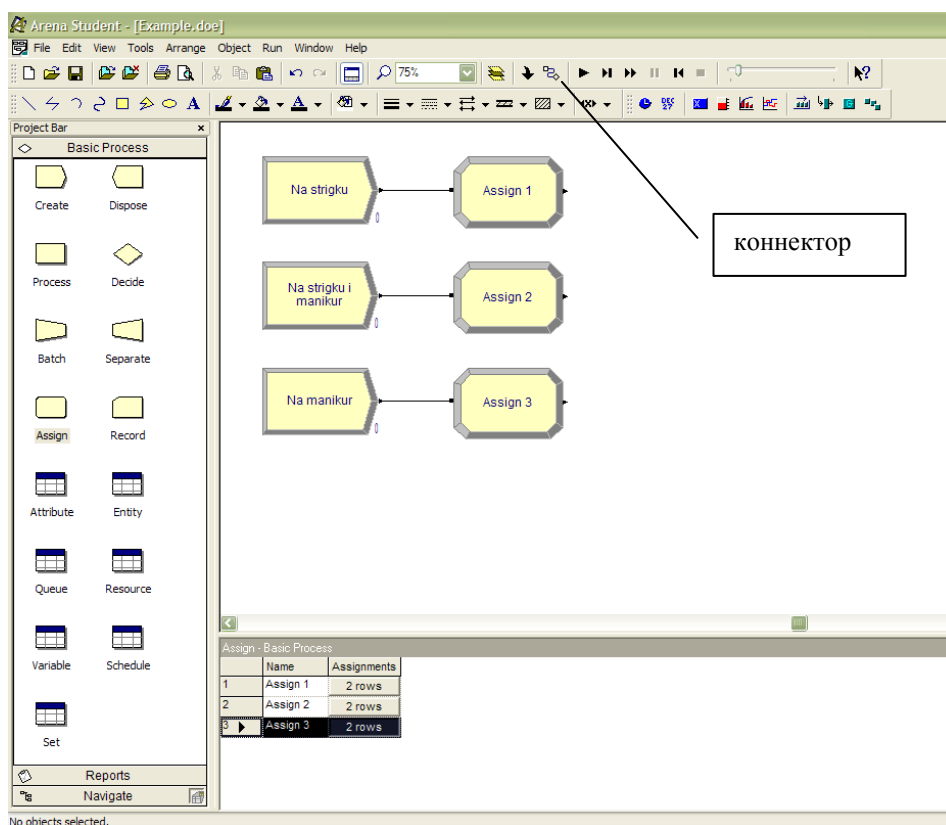 Arena Student - [Example.doe]
File Edit View Tools Arrange Object Run Window Help
75%
A A
Project Bar x
Basic Process
Create Dispose
Process Decide
Batch Separate
Assign Record
Attribute Entity
Queue Resource
Variable Schedule
Set
Reports
Navigate
Na strigku Assign 1
0
Na strigku i
manikur
Assign 2
0
Na manikur Assign 3
0
коннектор
Assign - Basic Process
Name Assignments
1 Assign 1 2 rows
2 Assign 2 2 rows
3 Assign 3 2 rows
No objects selected.